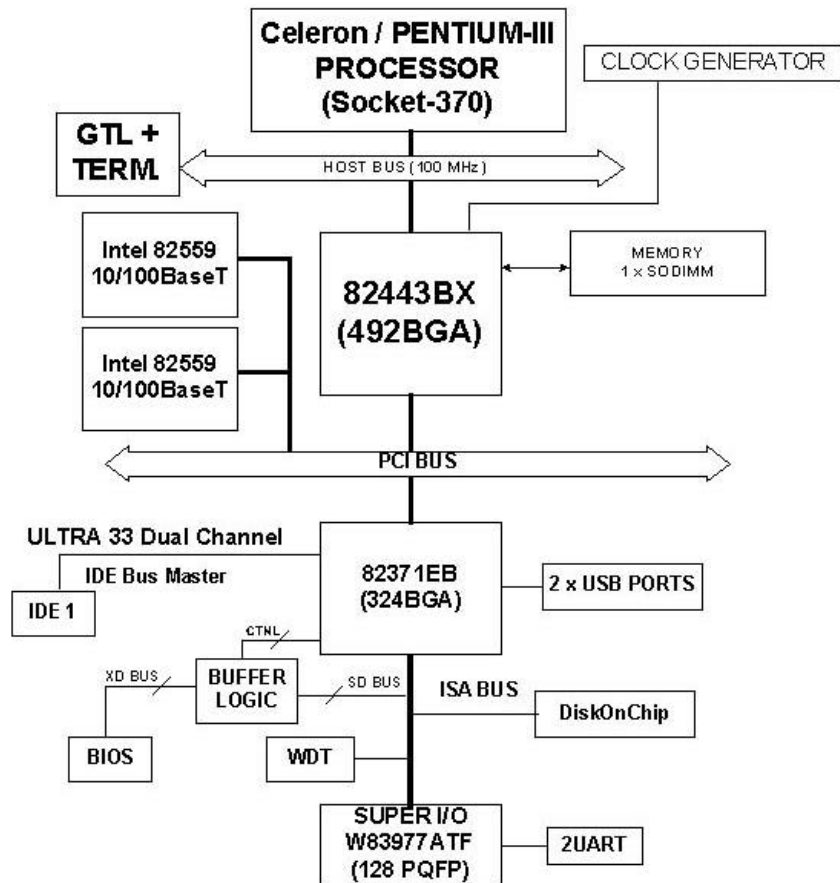 Celeron / PENTIUM-III
PROCESSOR
(Socket-370)
CLOCK GENERATOR
GTL +
TERM.
HOST BUS (100 MHz)
Intel 82559
10/100BaseT
82443BX
(492BGA)
MEMORY
1 x SODIMM
Intel 82559
10/100BaseT
PCI BUS
ULTRA 33 Dual Channel
IDE Bus Master
IDE 1
82371EB
(324BGA)
2 x USB PORTS
CTNL
XD BUS
BUFFER
LOGIC
SD BUS
ISA BUS
DiskOnChip
BIOS
WDT
SUPER I/O
W83977ATF
(128 PQFP)
2UART